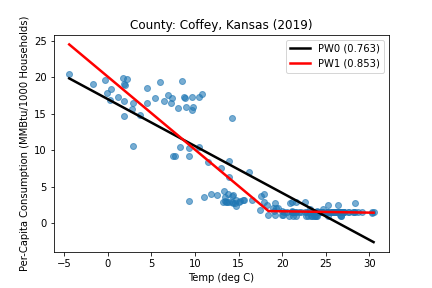 County: Coffey, Kansas (2019)
PW0 (0.763)
PW1 (0.853)
Per-Capita Consumption (MMBtu/1000 Households)
25
20
15
10
5
0
−5
0
5
10
15
20
25
30
Temp (deg C)